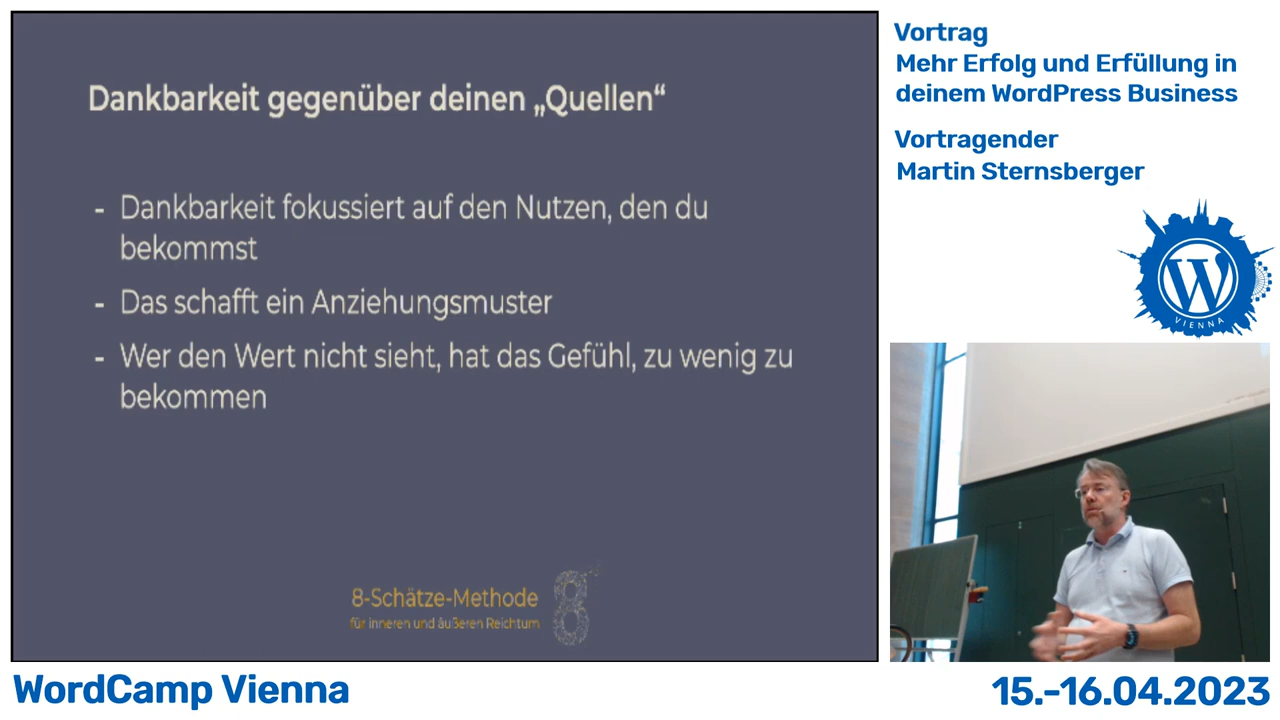 Dankbarkeit gegenüber deinen „Quellen“
- Dankbarkeit fokussiert auf den Nutzen, den du
bekommst
- Das schafft ein Anziehungsmuster
- Wer den Wert nicht sieht, hat das Gefühl, zu wenig zu
bekommen
8-Schätze-Methode
für inneren und äußeren Reichtum
8
Vortrag
Mehr Erfolg und Erfüllung in
deinem WordPress Business
Vortragender
Martin Sternsberger
W
VIENNA
WordCamp Vienna
15.-16.04.2023